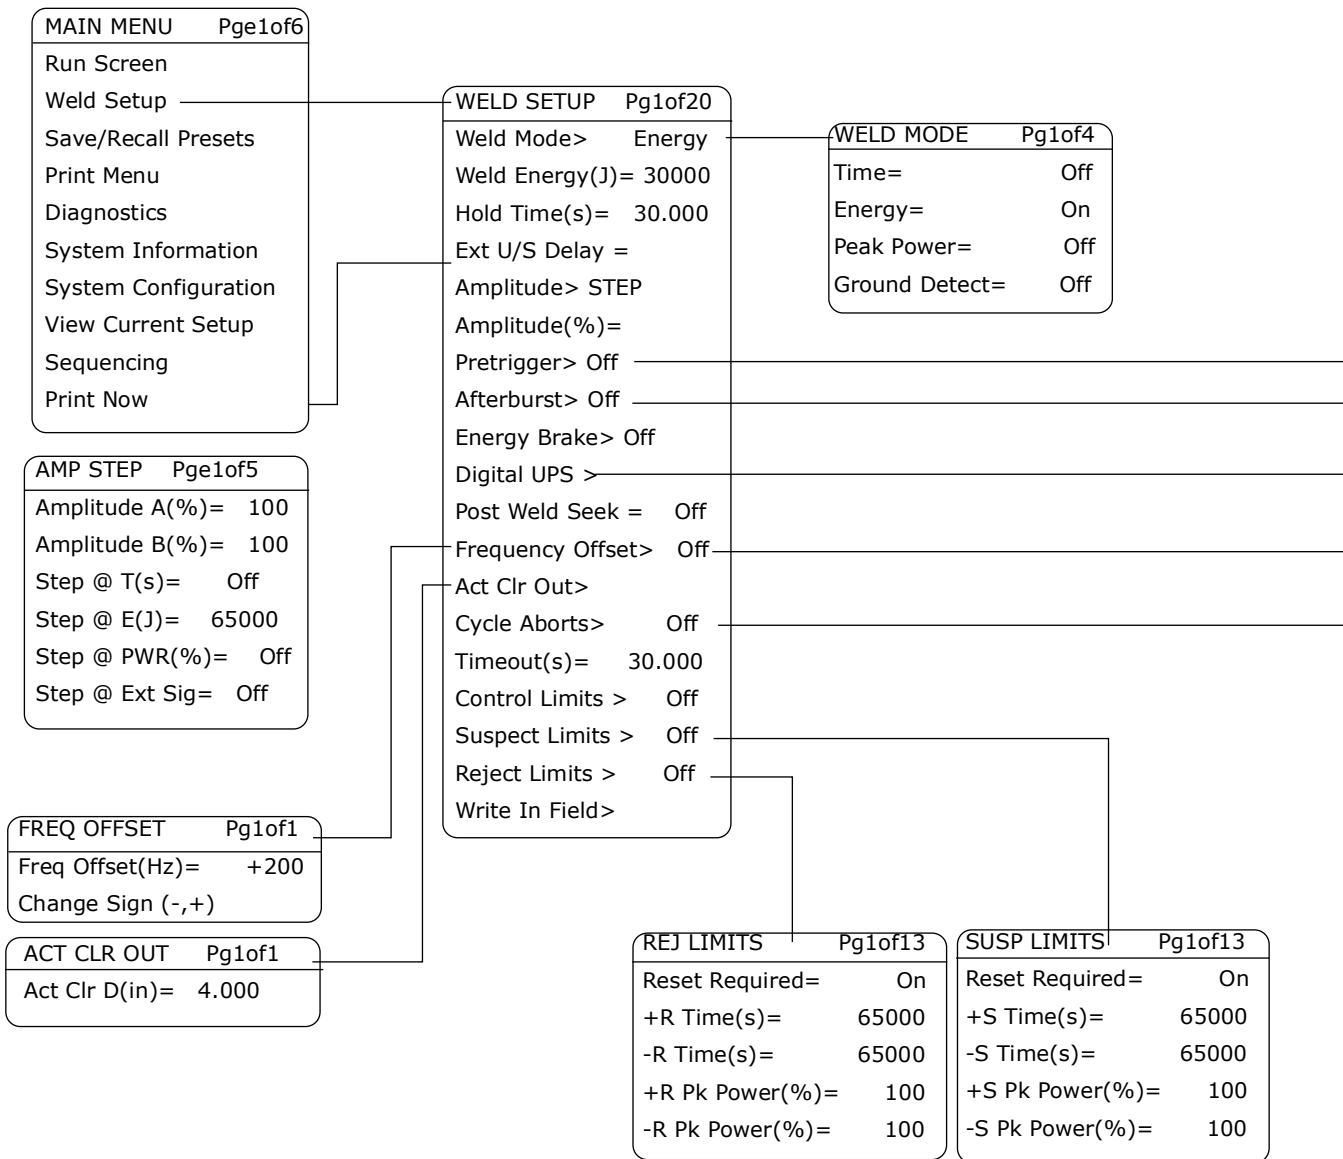 MAIN MENU Pge1of6
Run Screen
Weld Setup
Save/Recall Presets
Print Menu
Diagnostics
System Information
System Configuration
View Current Setup
Sequencing
Print Now
AMP STEP Pge1of5
Amplitude A(%)= 100
Amplitude B(%)= 100
Step @ T(s)= Off
Step @ E(J)= 65000
Step @ PWR(%)= Off
Step @ Ext Sig= Off
FREQ OFFSET Pg1of1
Freq Offset(Hz)= +200
Change Sign (-,+)
ACT CLR OUT Pg1of1
Act Clr D(in)= 4.000
WELD SETUP Pg1of20
Weld Mode> Energy
Weld Energy(J)= 30000
Hold Time(s)= 30.000
Ext U/S Delay =
Amplitude> STEP
Amplitude(%)=
Pretrigger> Off
Afterburst> Off
Energy Brake> Off
Digital UPS >
Post Weld Seek = Off
Frequency Offset> Off
Act Clr Out>
Cycle Aborts> Off
Timeout(s)= 30.000
Control Limits > Off
Suspect Limits > Off
Reject Limits > Off
Write In Field>
WELD MODE Pg1of4
Time= Off
Energy= On
Peak Power= Off
Ground Detect= Off
REJ LIMITS Pg1of13
Reset Required= On
+R Time(s)= 65000
-R Time(s)= 65000
+R Pk Power(%)= 100
-R Pk Power(%)= 100
SUSP LIMITS Pg1of13
Reset Required= On
+S Time(s)= 65000
-S Time(s)= 65000
+S Pk Power(%)= 100
-S Pk Power(%)= 100